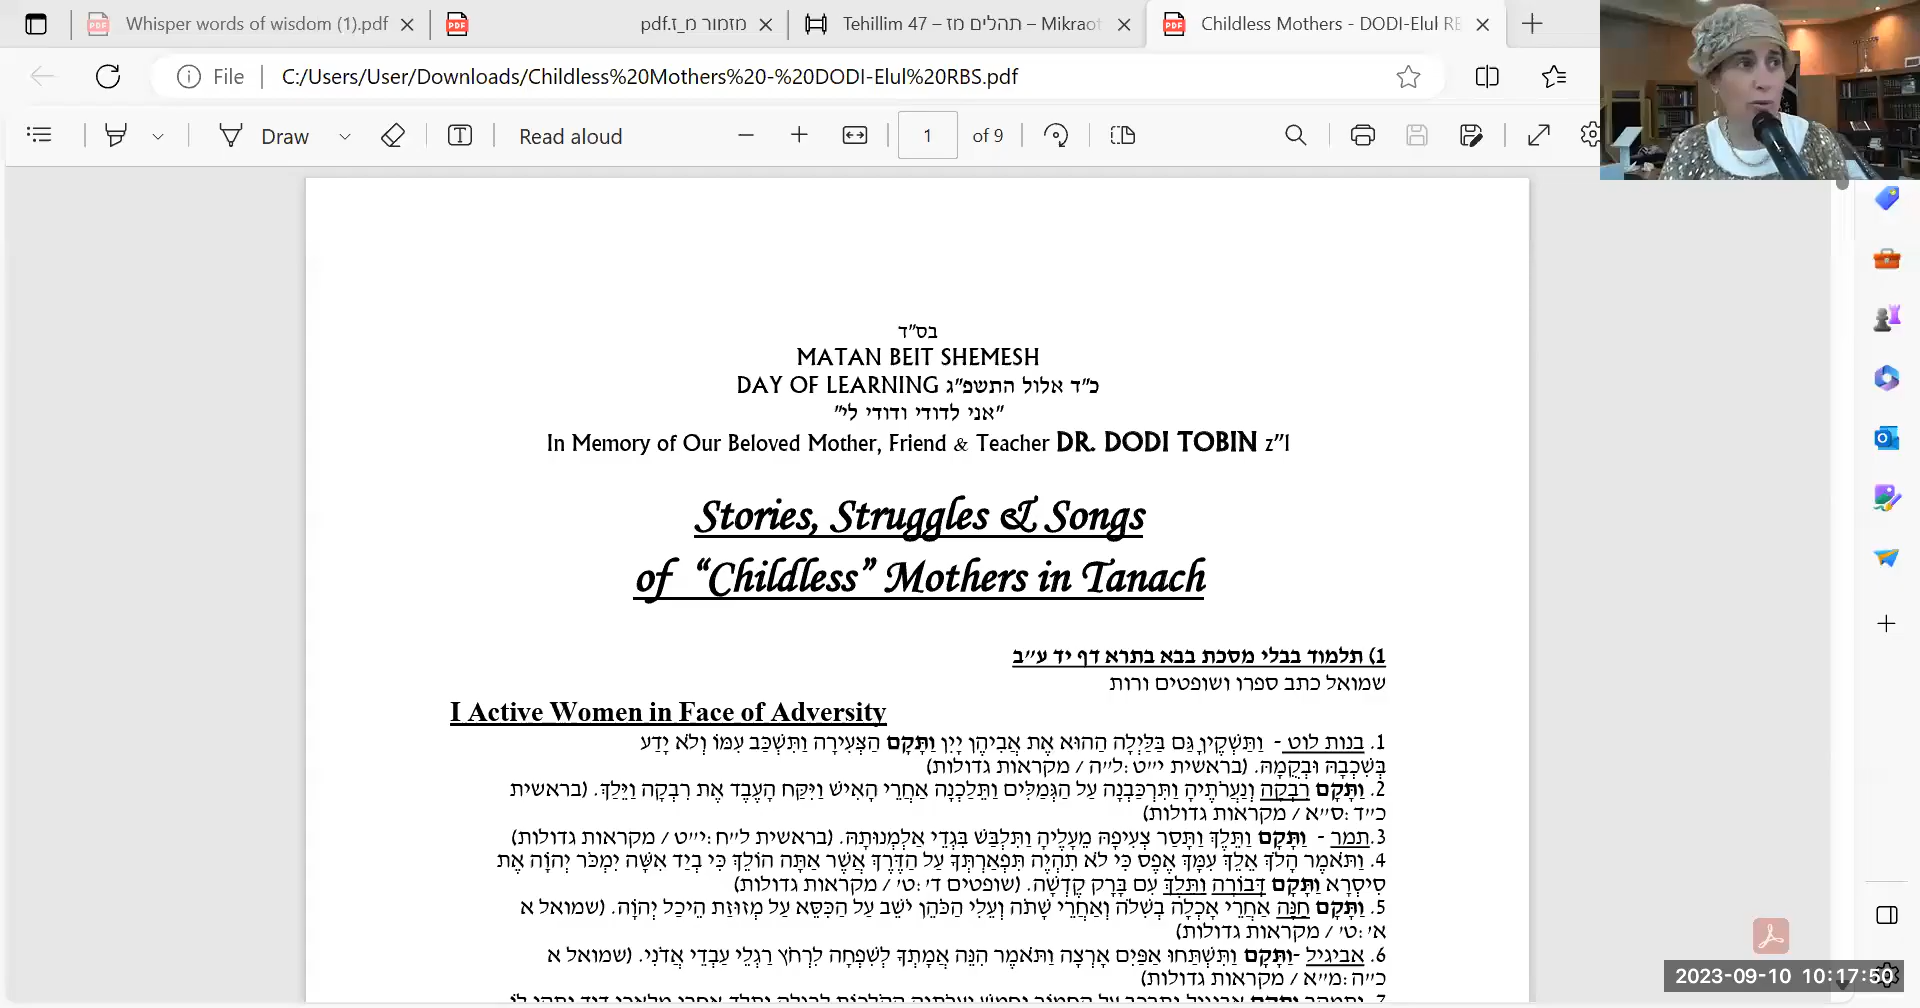 Whisper words of wisdom (1).pdf
מזמור מ_ז.pdf
Tehillim 47 – תהלים מז – Mikraot
Childless Mothers - DODI-Elul RB
File
C:/Users/User/Downloads/Childless%20Mothers%20-%20DODI-Elul%20RBS.pdf
Draw
Read aloud
1
of 9
בס"ד
MATAN BEIT SHEMESH
DAY OF LEARNING כ"ד אלול התשפ"ג
"אני לדודי ודודי לי"
In Memory of Our Beloved Mother, Friend & Teacher DR. DODI TOBIN ז"ל
Stories, Struggles & Songs
of "Childless" Mothers in Tanach
1) תלמוד בבלי מסכת בבא בתרא דף יד ע"ב
שמואל כתב ספרו ושופטים ורות
I Active Women in Face of Adversity
1. בנות לוט - וַתַּשְׁקֶיןָ גַּם בַּלַּיְלָה הַהוּא אֶת אֲבִיהֶן יָיִן וַתָּקָם הַצְּעִירָה וַתִּשְׁכַּב עִמּוֹ וְלֹא יָדַע
בְּשִׁכְבָהּ וּבְקֻמָהּ. (בראשית י"ט:ל"ה / מקראות גדולות)
2. וַתָּקָם רִבְקָה וְנַעֲרֹתֶיהָ וַתִּרְכַּבְנָה עַל הַגְּמַלִּים וַתֵּלַכְנָה אַחֲרֵי הָאִישׁ וַיִּקַּח הָעֶבֶד אֶת רִבְקָה וַיֵּלַךְ. (בראשית
כ"ד:ס"א / מקראות גדולות)
3.תמר - וַתָּקָם וַתֵּלֶךְ וַתָּסַר צְעִיפָהּ מֵעָלֶיהָ וַתִּלְבַּשׁ בִּגְדֵי אַלְמְנוּתָהּ. (בראשית ל"ח:י"ט / מקראות גדולות)
4. וַתֹּאמֶר הָלֹךְ אֵלֵךְ עִמָּךְ אֶפֶס כִּי לֹא תִהְיֶה תִּפְאַרְתְּךָ עַל הַדֶּרֶךְ אֲשֶׁר אַתָּה הוֹלֵךְ כִּי בְיַד אִשָּׁה יִמְכֹּר יְהוָה אֶת
סִיסְרָא וַתָּקָם דְּבוֹרָה וַתֵּלֶךְ עִם בָּרָק קֶדְשָׁה. (שופטים ד':ט' / מקראות גדולות)
5. וַתָּקָם חַנָּה אַחֲרֵי אָכְלָה בְשִׁלֹה וְאַחֲרֵי שָׁתֹה וְעֵלִי הַכֹּהֵן יֹשֵׁב עַל הַכִּסֵּא עַל מְזוּזַת הֵיכַל יְהוָה. (שמואל א
א':ט' / מקראות גדולות)
6. אביגיל -וַתָּקָם וַתִּשְׁתַּחוּ אַפַּיִם אָרְצָה וַתֹּאמֶר הִנֵּה אֲמָתְךָ לְשִׁפְחָה לִרְחֹץ רַגְלֵי עַבְדֵי אֲדֹנִי. (שמואל א
כ"ה:מ"א / מקראות גדולות)
2023-09-10 10:17:50